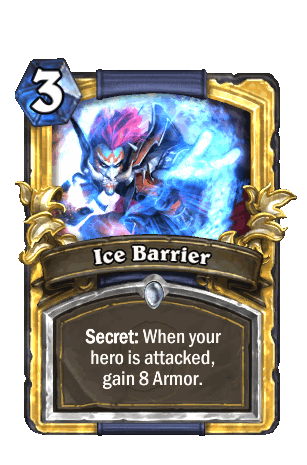 3
Ice Barrier
Secret: When your
hero is attacked,
gain 8 Armor.